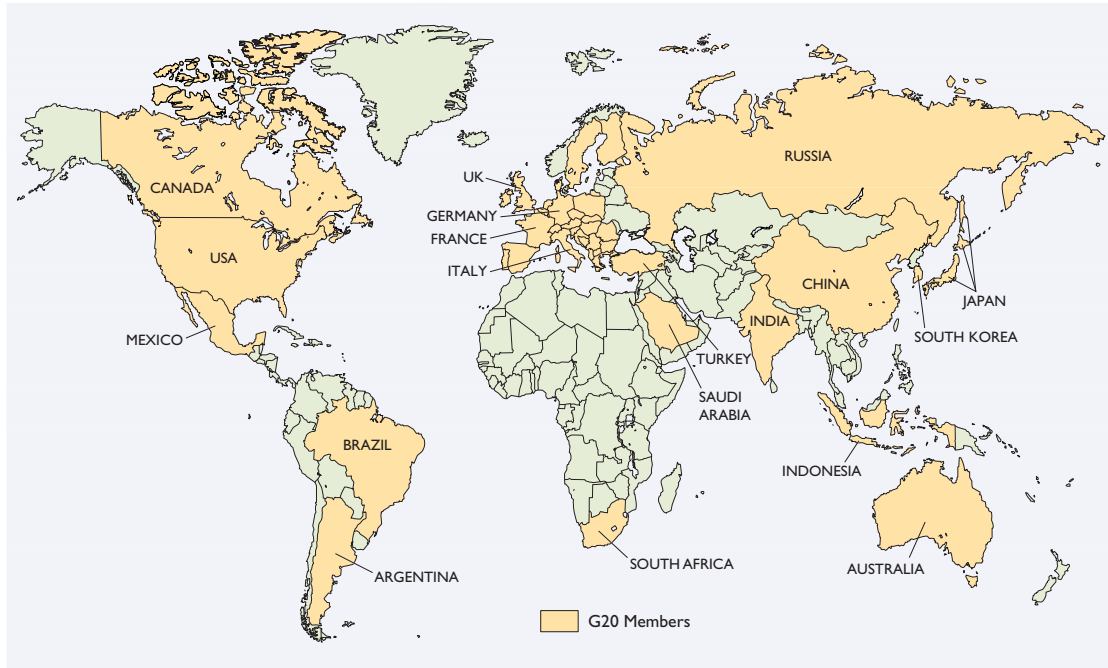 RUSSIA
UK
CANADA
GERMANY
FRANCE
USA
ITALY
CHINA
JAPAN
INDIA
MEXICO
SOUTH KOREA
TURKEY
SAUDI
ARABIA
BRAZIL
INDONESIA
SOUTH AFRICA
AUSTRALIA
ARGENTINA
G20 Members